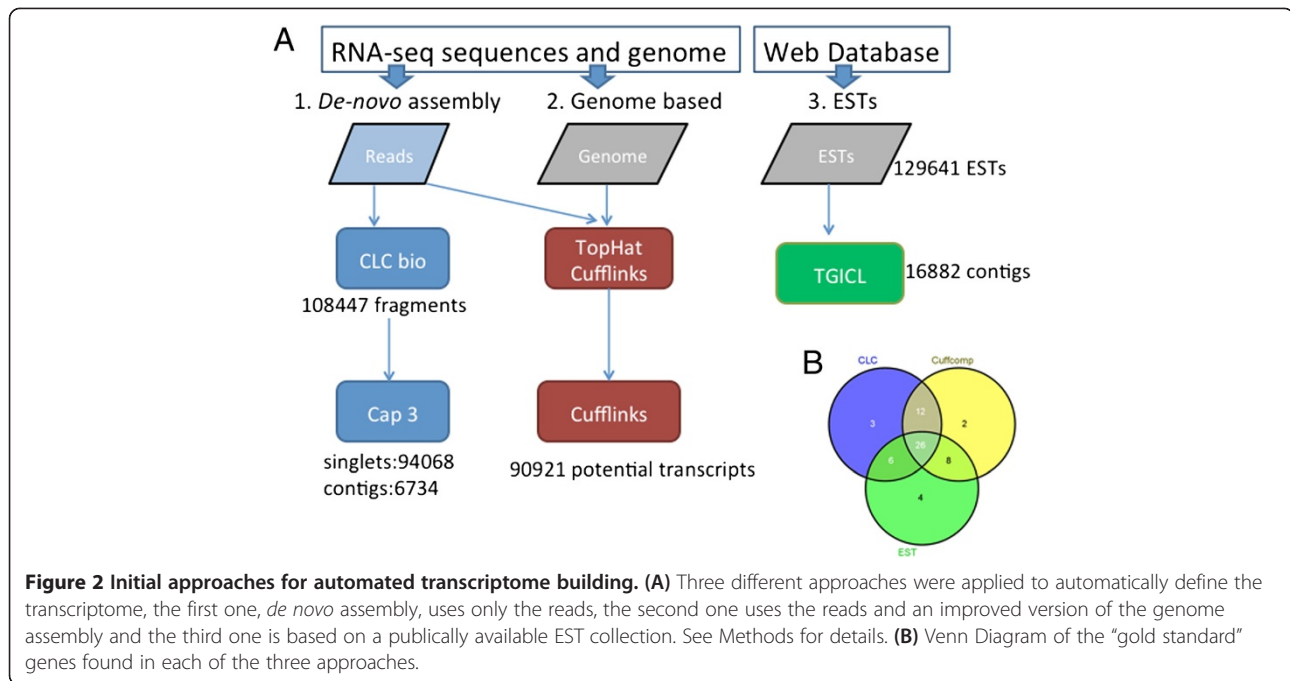 A
RNA-seq sequences and genome
Web Database
1. De-novo assembly
2. Genome based
3. ESTs
Reads
Genome
ESTs
129641 ESTs
CLC bio
TopHat
Cufflinks
TGICL
16882 contigs
108447 fragments
Cap 3
Cufflinks
singlets:94068
contigs:6734
90921 potential transcripts
B
CLC
Cuffcomp
3
12
2
26
6
8
4
EST
Figure 2 Initial approaches for automated transcriptome building. (A) Three different approaches were applied to automatically define the
transcriptome, the first one, de novo assembly, uses only the reads, the second one uses the reads and an improved version of the genome
assembly and the third one is based on a publically available EST collection. See Methods for details. (B) Venn Diagram of the “gold standard”
genes found in each of the three approaches.